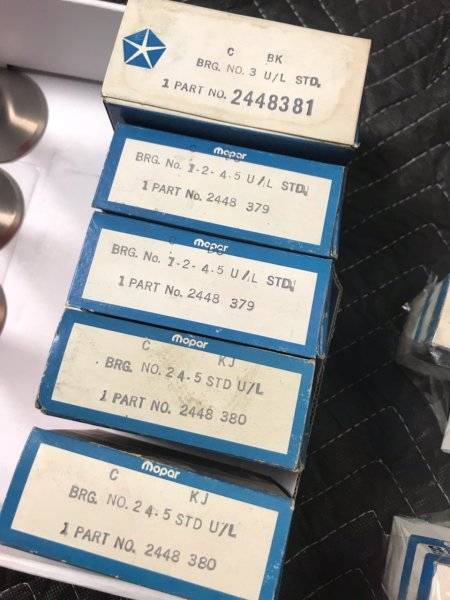 C BK
BRG. NO. 3 U/L STD.
1 PART NO. 2448381
mopar
BRG. No. 1-2-4-5 U/L STD.
1 PART No. 2448 379
mopar
BRG. No. 1-2-4-5 U/L STD.
1 PART No. 2448 379
mopar
C KJ
BRG. NO. 2 4-5 STD U/L
1 PART NO. 2448 380
mopar
C KJ
BRG. NO. 2 4-5 STD U/L
1 PART NO. 2448 380